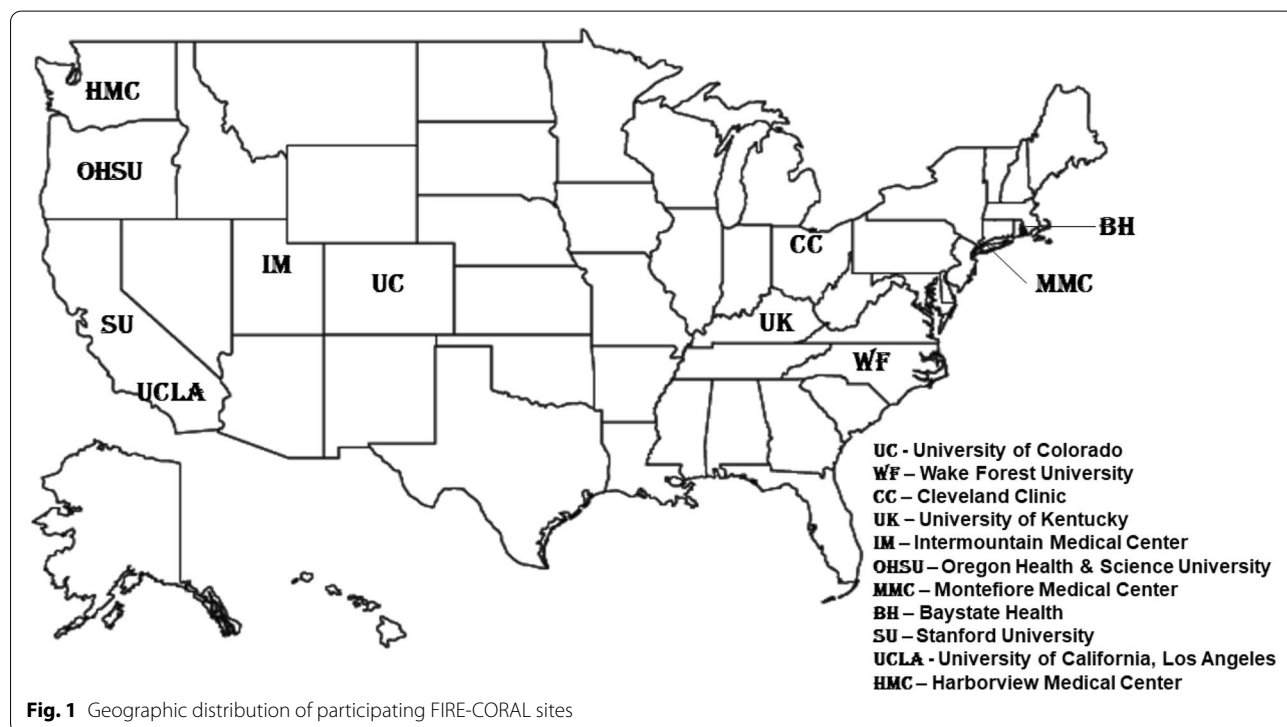 HMC
OHSU
BH
CC
IM
UC
MMC
SU
UK
WF
UCLA
UC - University of Colorado
WF – Wake Forest University
CC – Cleveland Clinic
UK – University of Kentucky
IM – Intermountain Medical Center
OHSU – Oregon Health & Science University
MMC – Montefiore Medical Center
BH – Baystate Health
SU – Stanford University
UCLA - University of California, Los Angeles
HMC – Harborview Medical Center
Fig. 1 Geographic distribution of participating FIRE-CORAL sites